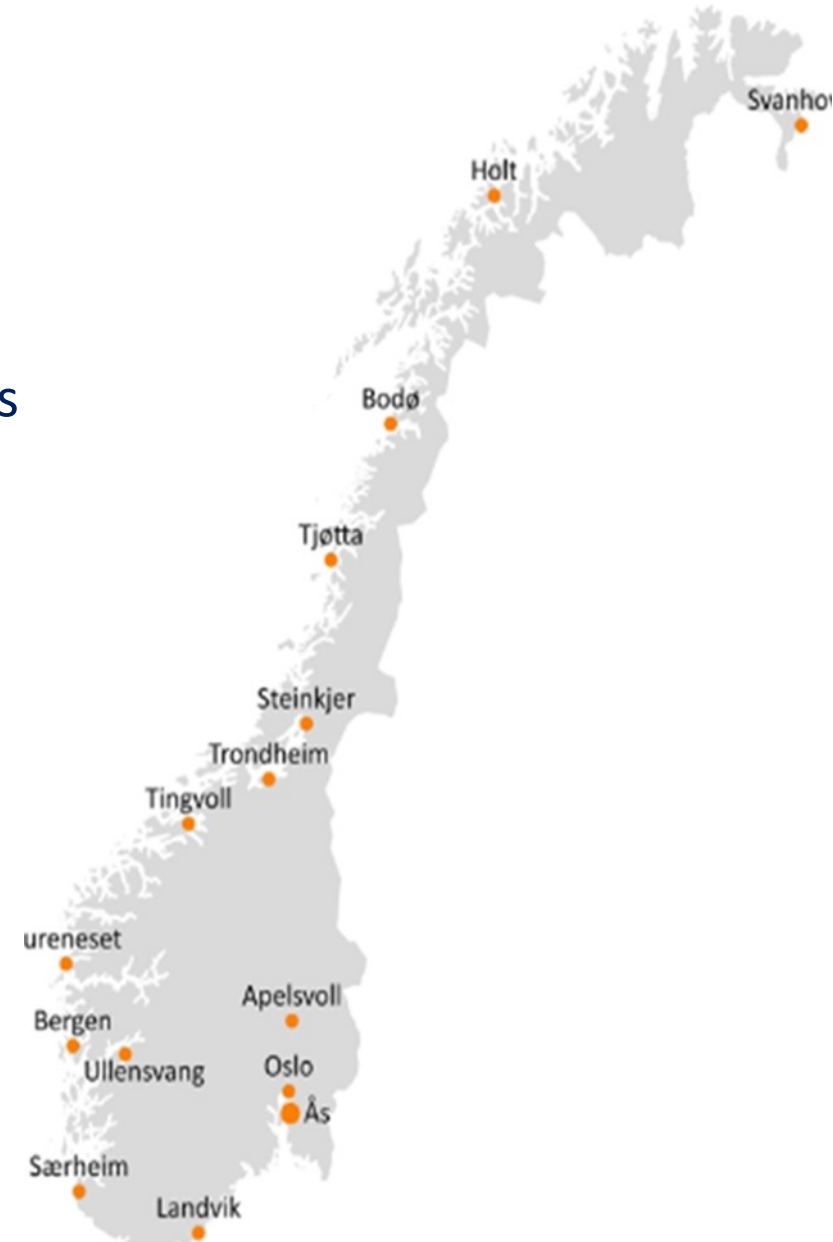 Svanhov
Holt
s
Bodø
Tjøtta
Steinkjer
Trondheim
Tingvoll
ureneset
Apelsvoll
Bergen
Ullensvang
Oslo
Ås
Særheim
Landvik